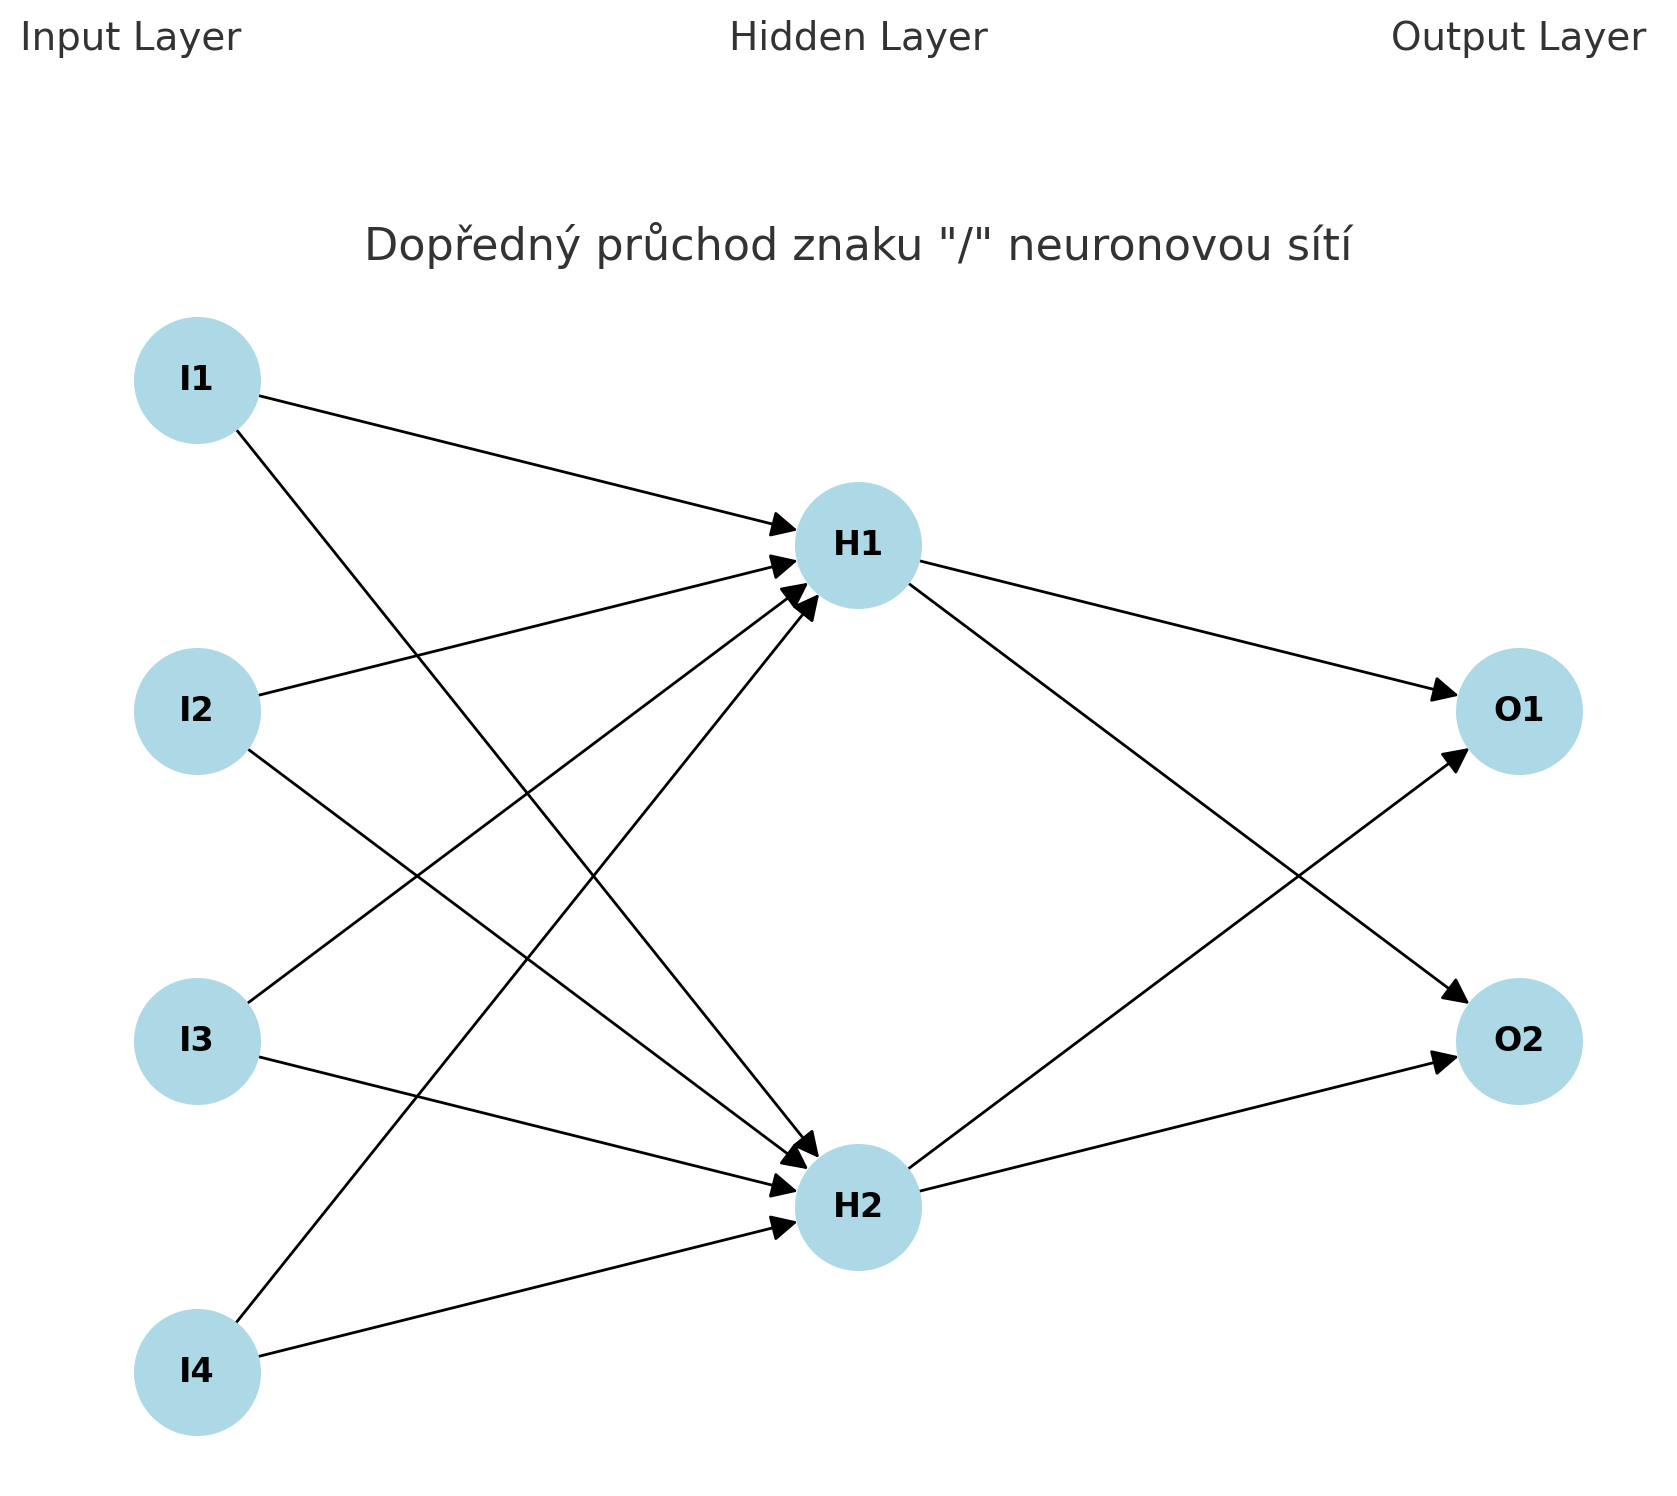 Input Layer
Hidden Layer
Output Layer
Dopředný průchod znaku "/" neuronovou sítí
I1
I2
I3
I4
H1
H2
O1
O2